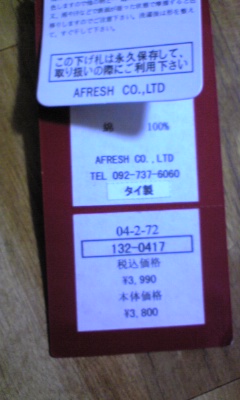 この下げ札は永久保存して、
取り扱いの際にご利用下さい
AFRESH CO.,LTD
綿 100%
AFRESH CO.,LTD
TEL 092-737-6060
タイ製
04-2-72
132-0417
税込価格
¥3,990
本体価格
¥3,800